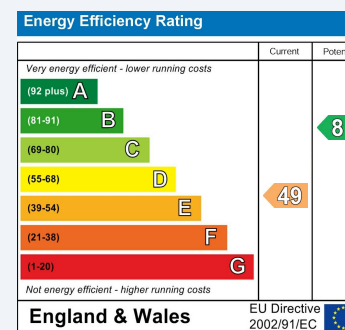 Energy Efficiency Rating
Current
Very energy efficient - lower running costs
(92 plus) A
(81-91) B
(69-80) C
(55-68) D
(39-54) E
49
(21-38) F
(1-20) G
Not energy efficient - higher running costs
England & Wales
EU Directive
2002/91/EC